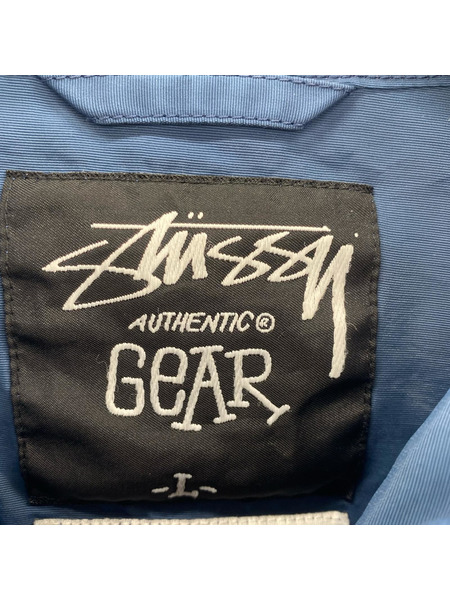 STÜSSY
AUTHENTIC®
GEAR
-L-